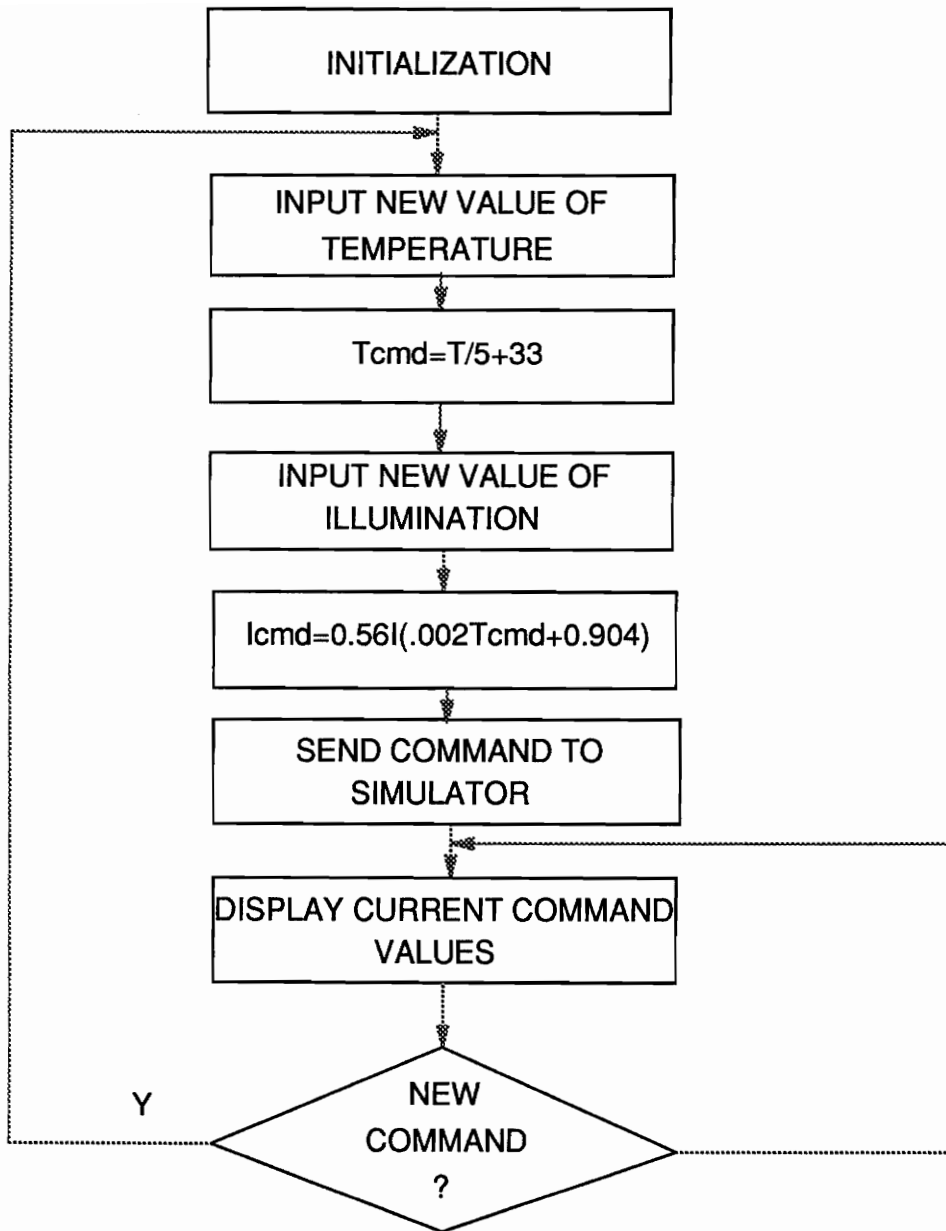 INITIALIZATION
INPUT NEW VALUE OF
TEMPERATURE
Tcmd=T/5+33
INPUT NEW VALUE OF
ILLUMINATION
Icmd=0.56I(.002Tcmd+0.904)
SEND COMMAND TO
SIMULATOR
DISPLAY CURRENT COMMAND
VALUES
Y
NEW
COMMAND
?